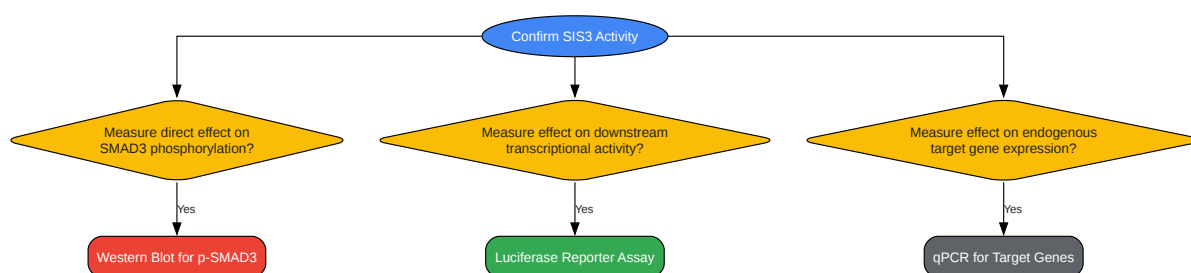 Confirm SIS3 Activity
Measure direct effect on
SMAD3 phosphorylation?
Measure effect on downstream
transcriptional activity?
Measure effect on endogenous
target gene expression?
Yes
Yes
Yes
Western Blot for p-SMAD3
Luciferase Reporter Assay
qPCR for Target Genes